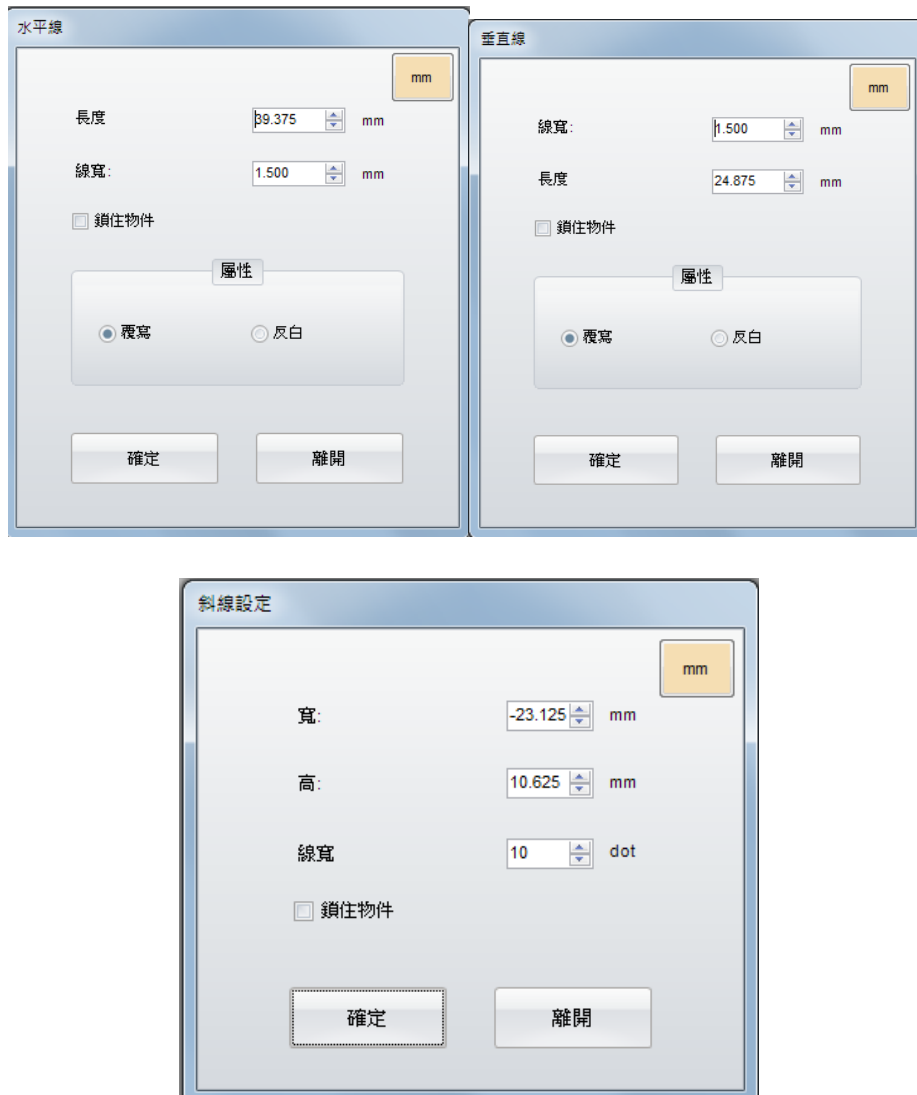 水平線
mm
長度 39.375 mm
線寬: 1.500 mm
鎖住物件
屬性
覆寫 反白
確定 離開
垂直線
mm
線寬: 1.500 mm
長度 24.875 mm
鎖住物件
屬性
覆寫 反白
確定 離開
斜線設定
mm
寬: -23.125 mm
高: 10.625 mm
線寬 10 dot
鎖住物件
確定 離開